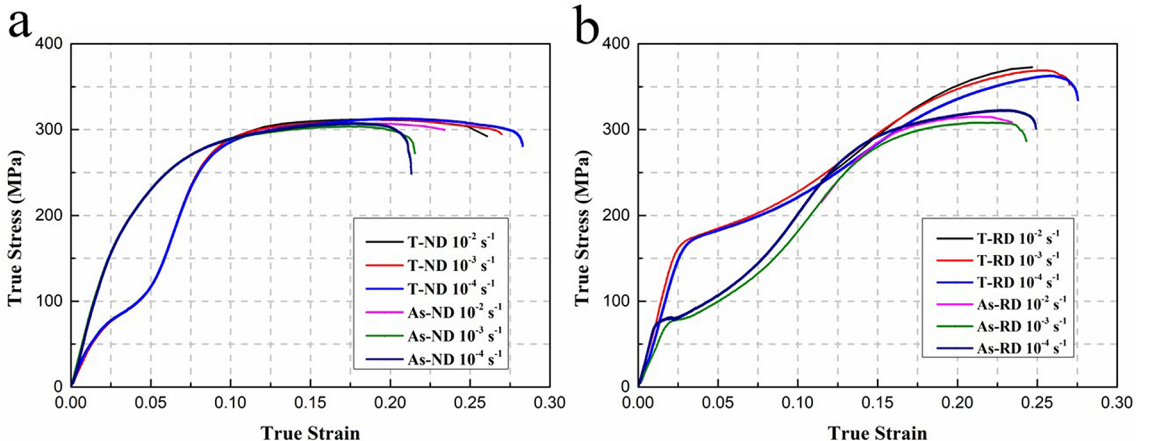 a
400
300
200
100
0
True Stress (MPa)
0.00 0.05 0.10 0.15 0.20 0.25 0.30
True Strain
T-ND 10⁻² s⁻¹
T-ND 10⁻³ s⁻¹
T-ND 10⁻⁴ s⁻¹
As-ND 10⁻² s⁻¹
As-ND 10⁻³ s⁻¹
As-ND 10⁻⁴ s⁻¹
b
400
300
200
100
0
True Stress (MPa)
0.00 0.05 0.10 0.15 0.20 0.25 0.30
True Strain
T-RD 10⁻² s⁻¹
T-RD 10⁻³ s⁻¹
T-RD 10⁻⁴ s⁻¹
As-RD 10⁻² s⁻¹
As-RD 10⁻³ s⁻¹
As-RD 10⁻⁴ s⁻¹